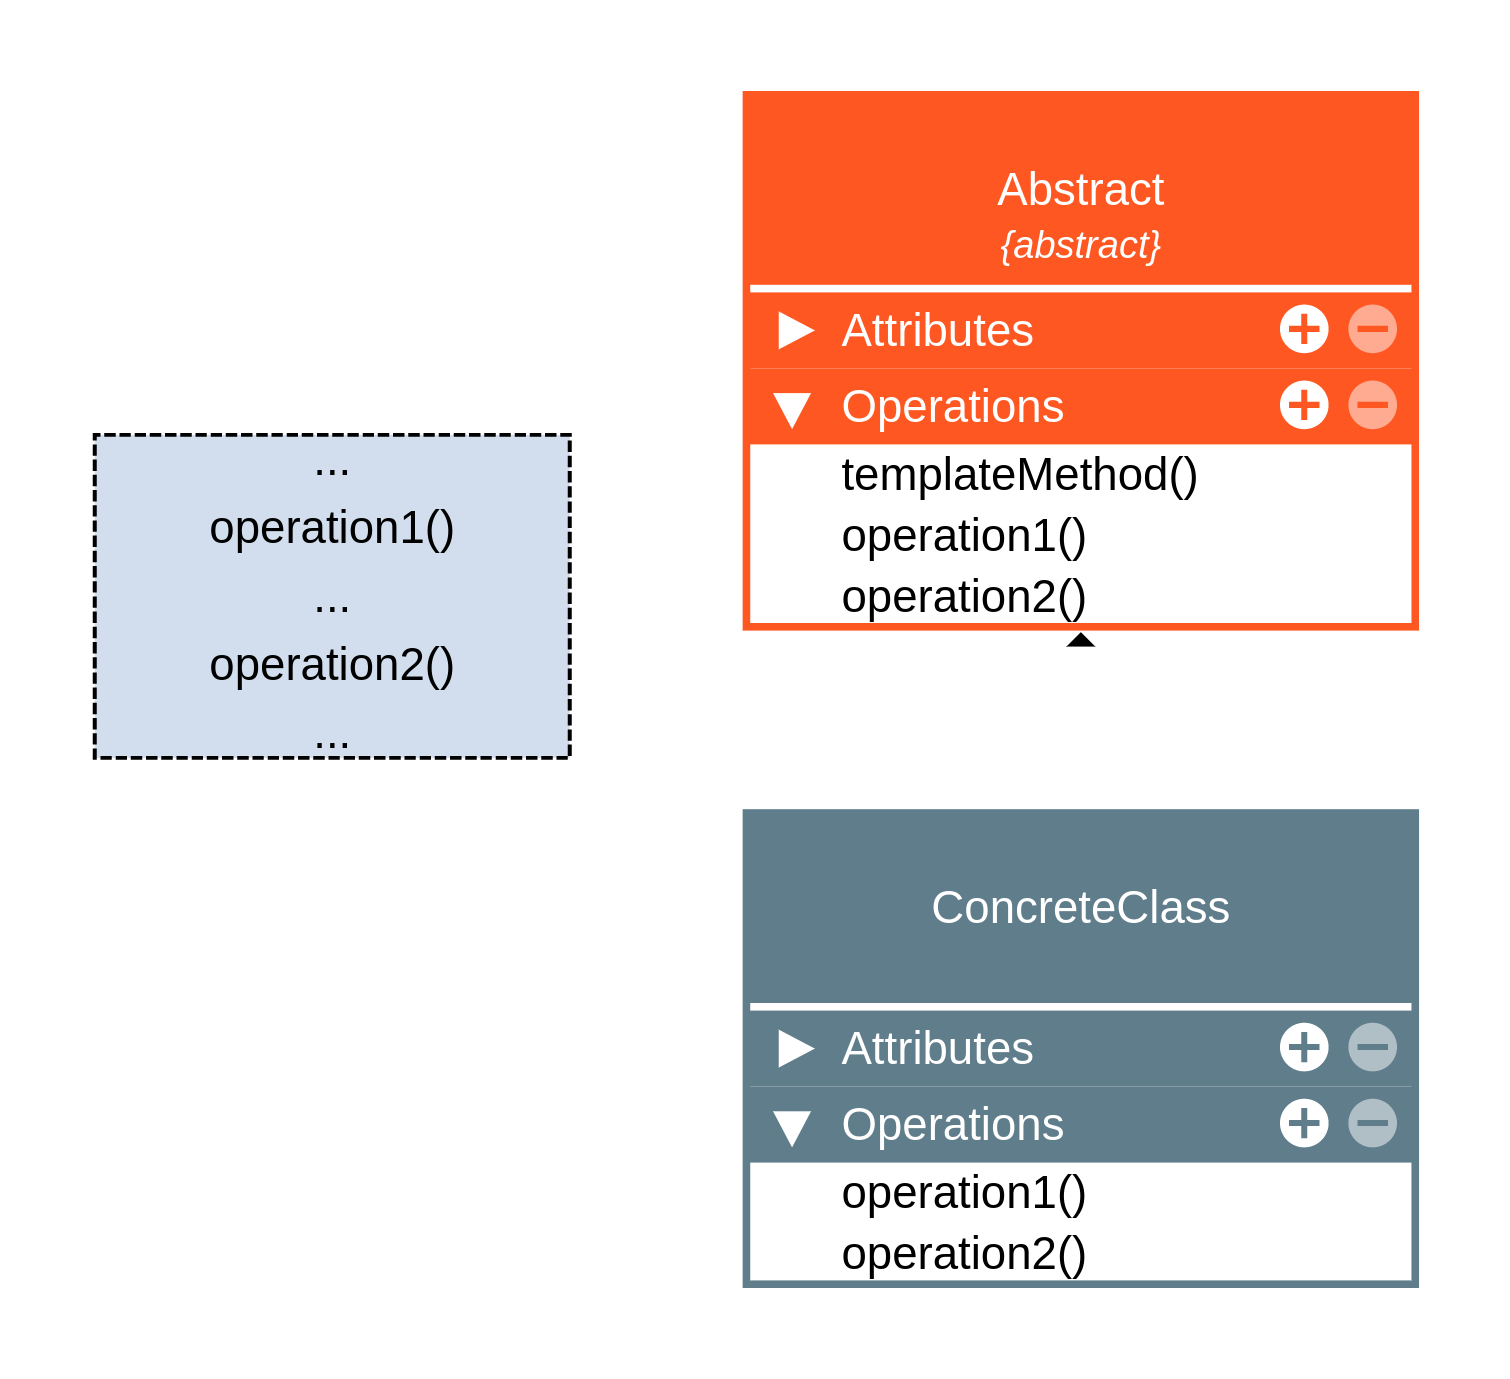 ...
operation1()
...
operation2()
...
Abstract
{abstract}
Attributes
Operations
templateMethod()
operation1()
operation2()
ConcreteClass
Attributes
Operations
operation1()
operation2()